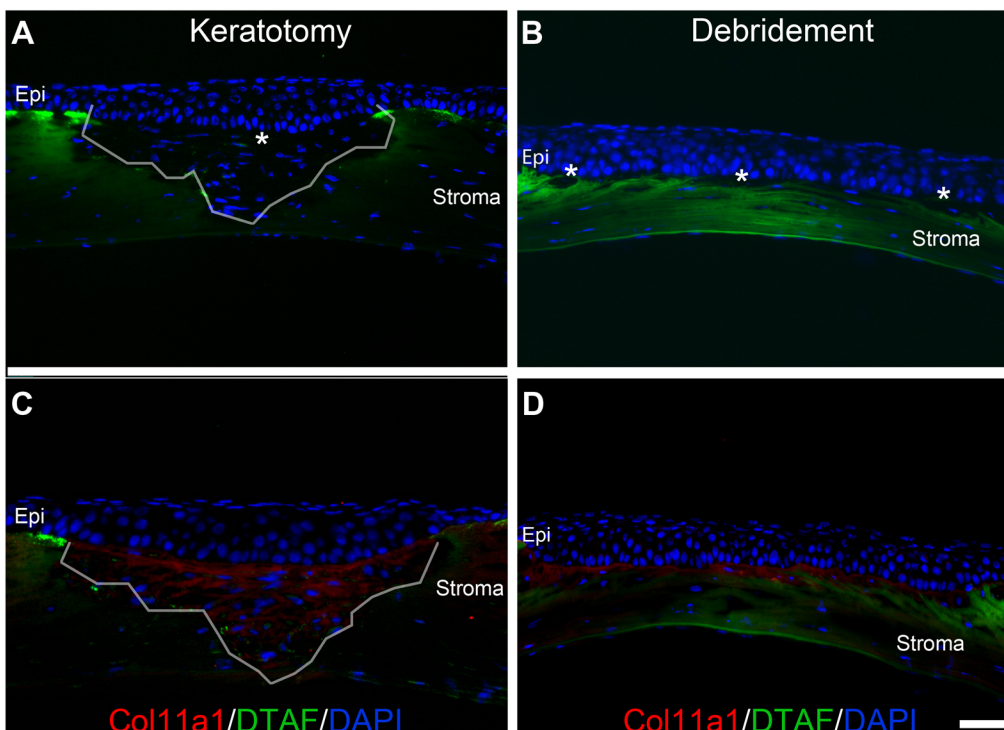 A
Keratotomy
Epi
*
Stroma
B
Debridement
Epi
*
*
*
Stroma
C
Epi
Stroma
Col11a1/DTAF/DAPI
D
Epi
Stroma
Col11a1/DTAF/DAPI